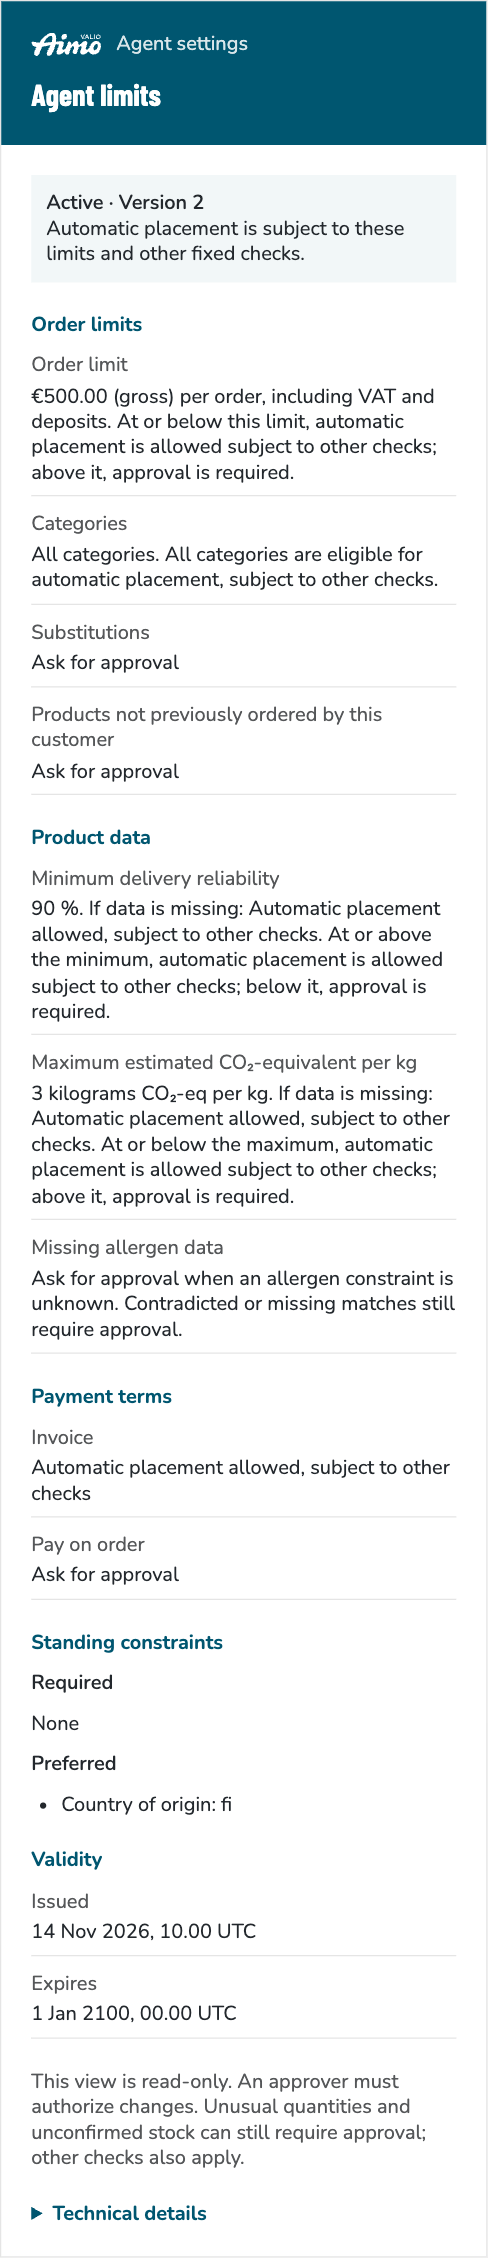 VALIO
Aimo Agent settings
Agent limits
Active · Version 2
Automatic placement is subject to these
limits and other fixed checks.
Order limits
Order limit
€500.00 (gross) per order, including VAT and
deposits. At or below this limit, automatic
placement is allowed subject to other checks;
above it, approval is required.
Categories
All categories. All categories are eligible for
automatic placement, subject to other checks.
Substitutions
Ask for approval
Products not previously ordered by this
customer
Ask for approval
Product data
Minimum delivery reliability
90 %. If data is missing: Automatic placement
allowed, subject to other checks. At or above
the minimum, automatic placement is allowed
subject to other checks; below it, approval is
required.
Maximum estimated CO₂-equivalent per kg
3 kilograms CO₂-eq per kg. If data is missing:
Automatic placement allowed, subject to other
checks. At or below the maximum, automatic
placement is allowed subject to other checks;
above it, approval is required.
Missing allergen data
Ask for approval when an allergen constraint is
unknown. Contradicted or missing matches still
require approval.
Payment terms
Invoice
Automatic placement allowed, subject to other
checks
Pay on order
Ask for approval
Standing constraints
Required
None
Preferred
• Country of origin: fi
Validity
Issued
14 Nov 2026, 10.00 UTC
Expires
1 Jan 2100, 00.00 UTC
This view is read-only. An approver must
authorize changes. Unusual quantities and
unconfirmed stock can still require approval;
other checks also apply.
▶ Technical details